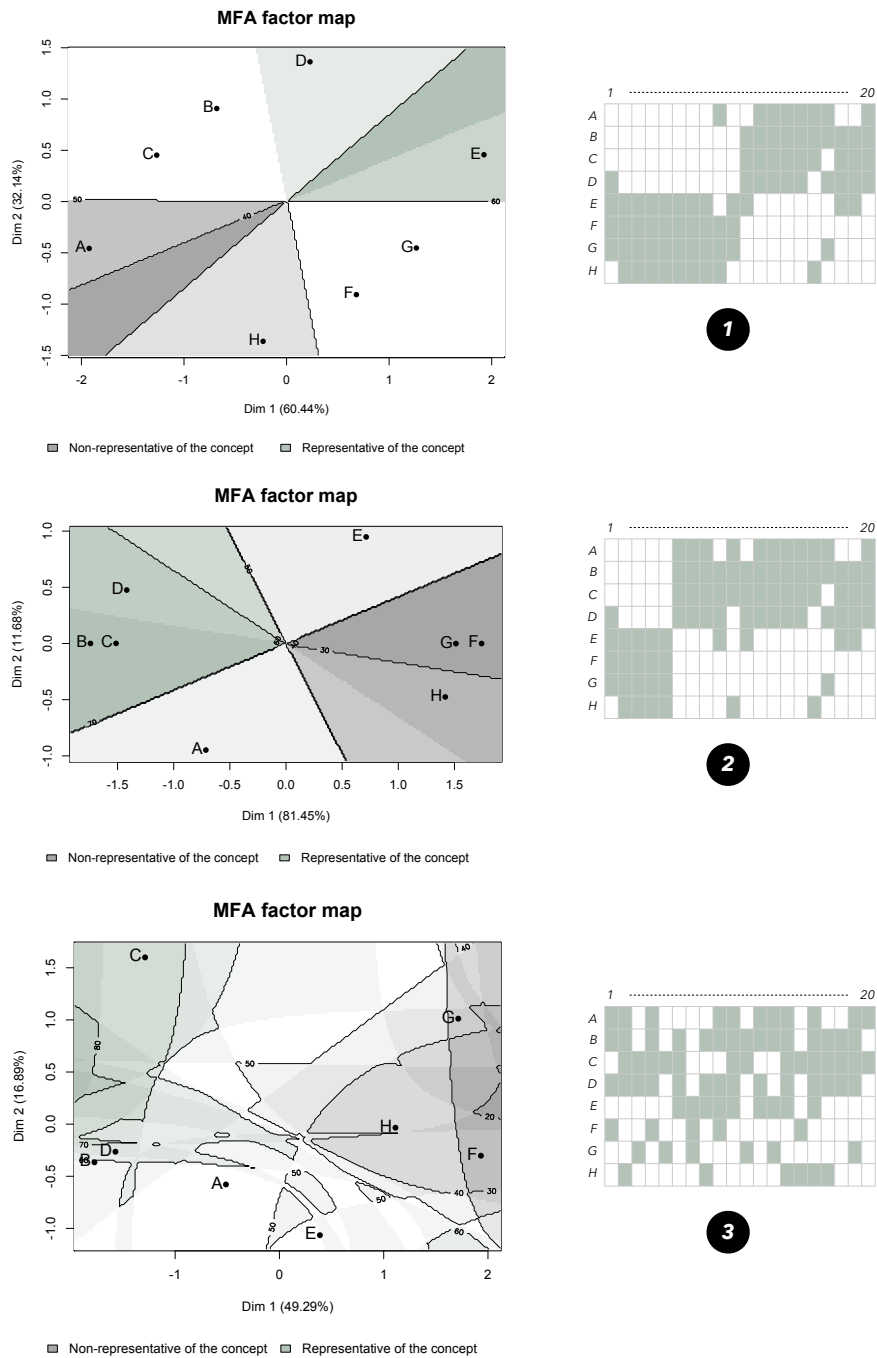 MFA factor map
1.5
1.0
0.5
0.0
-0.5
-1.0
-1.5
Dim 2 (32.14%)
D
B
C
E
A
G
F
H
50
40
60
-2
-1
0
1
2
Dim 1 (60.44%)
Non-representative of the concept
Representative of the concept
1
20
A
B
C
D
E
F
G
H
1
MFA factor map
1.0
0.5
0.0
-0.5
-1.0
Dim 2 (11.68%)
E
D
B
C
G
F
H
A
50
30
70
-1.5
-1.0
-0.5
0.0
0.5
1.0
1.5
Dim 1 (81.45%)
Non-representative of the concept
Representative of the concept
1
20
A
B
C
D
E
F
G
H
2
MFA factor map
1.5
1.0
0.5
0.0
-0.5
-1.0
Dim 2 (16.89%)
C
G
H
D
B
F
A
E
40
80
50
20
70
50
50
40
30
50
60
-1
0
1
2
Dim 1 (49.29%)
Non-representative of the concept
Representative of the concept
1
20
A
B
C
D
E
F
G
H
3